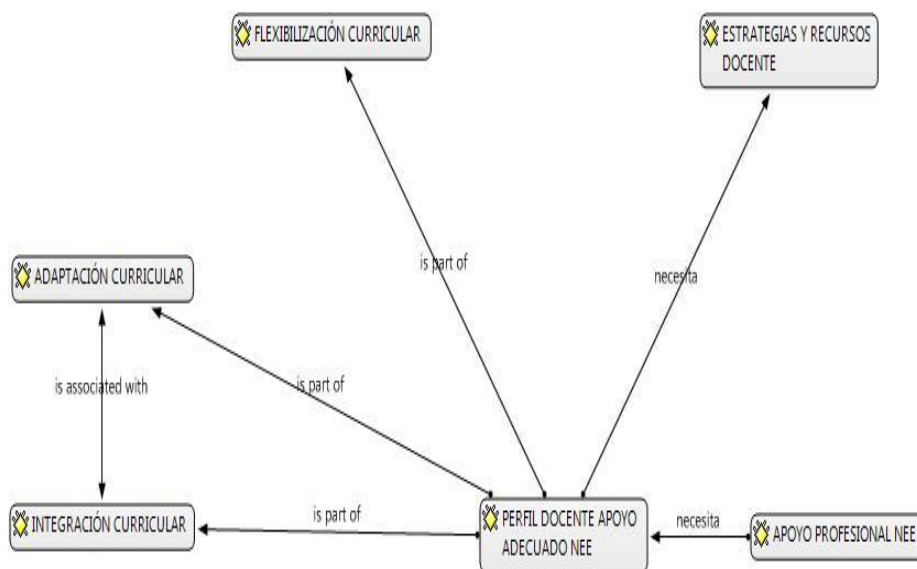 FLEXIBILIZACIÓN CURRICULAR
ESTRATEGIAS Y RECURSOS
DOCENTE
is part of
necesita
ADAPTACIÓN CURRICULAR
is associated with
is part of
INTEGRACIÓN CURRICULAR
is part of
PERFIL DOCENTE APOYO
ADECUADO NEE
necesita
APOYO PROFESIONAL NEE